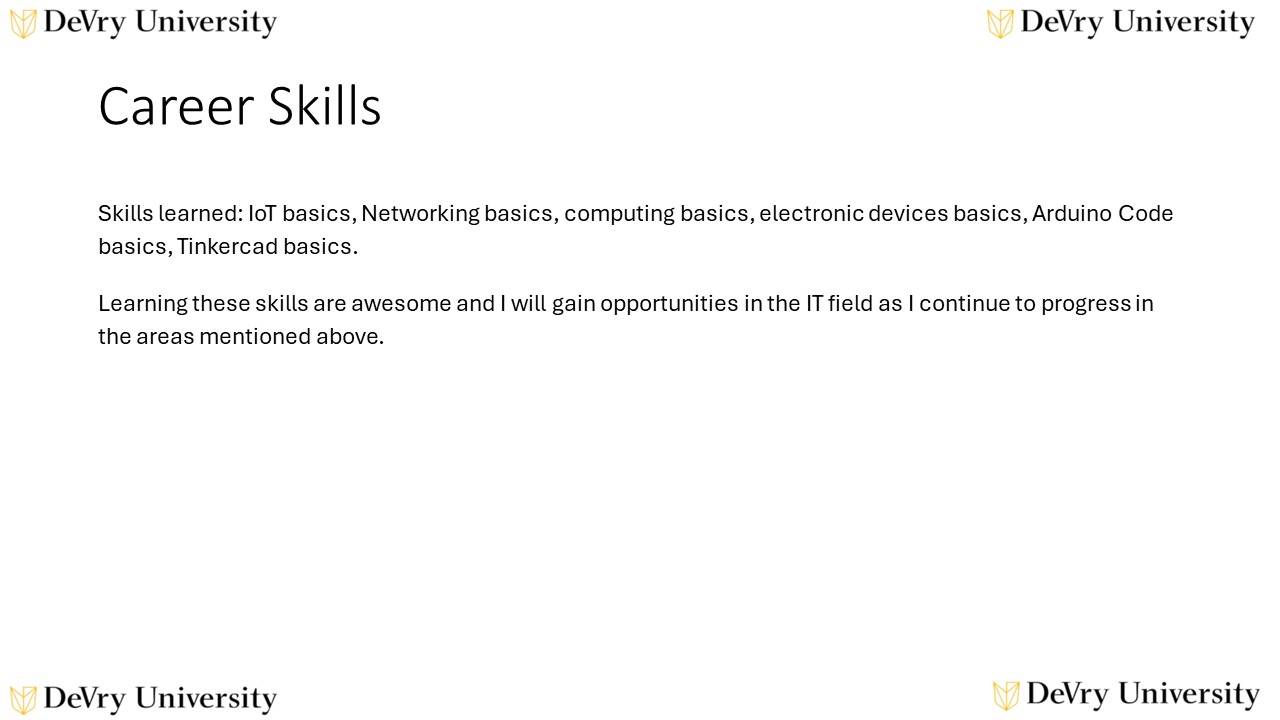 DeVry University
DeVry University
Career Skills
Skills learned: IoT basics, Networking basics, computing basics, electronic devices basics, Arduino Code
basics, Tinkercad basics.
Learning these skills are awesome and I will gain opportunities in the IT field as I continue to progress in
the areas mentioned above.
DeVry University
DeVry University